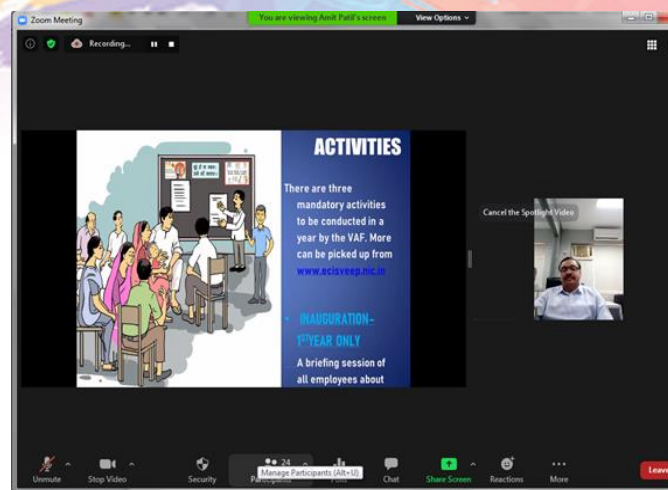 Zoom Meeting
You are viewing Amit Patil's screen
View Options
Recording...
ACTIVITIES
There are three
mandatory activities
to be conducted in a
year by the VAF. More
can be picked up from
www.ecisveep.nic.in
• INAUGURATION-
1ST YEAR ONLY
A briefing session of
all employees about
Cancel the Spotlight Video
Unmute
Stop Video
Security
24
Manage Participants (Alt+U)
Chat
Share Screen
Reactions
More
Leave